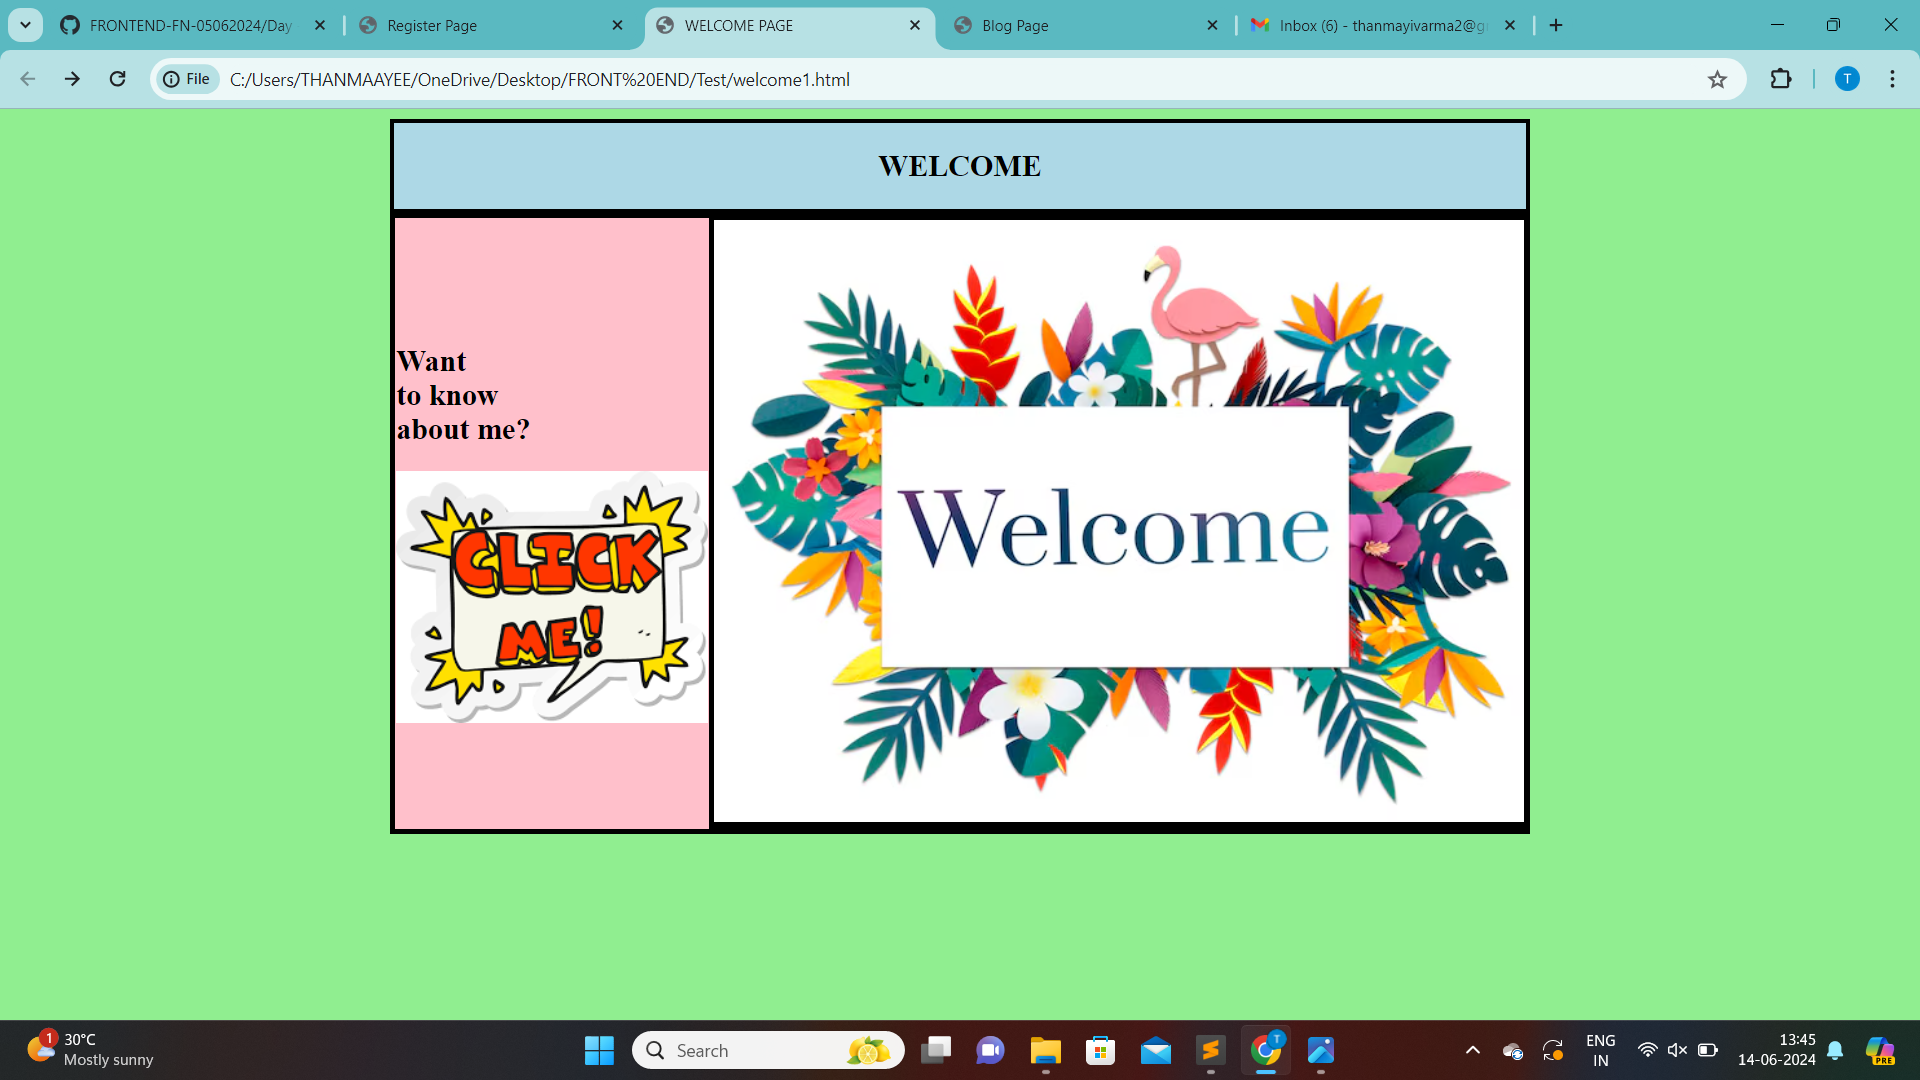 FRONTEND-FN-05062024/Day
Register Page
WELCOME PAGE
Blog Page
Inbox (6) - thanmayivarma2@g
File
C:/Users/THANMAAYEE/OneDrive/Desktop/FRONT%20END/Test/welcome1.html
T
WELCOME
Want
to know
about me?
CLICK
ME!
Welcome
1
30°C
Mostly sunny
Search
T
ENG
IN
13:45
14-06-2024
PRE